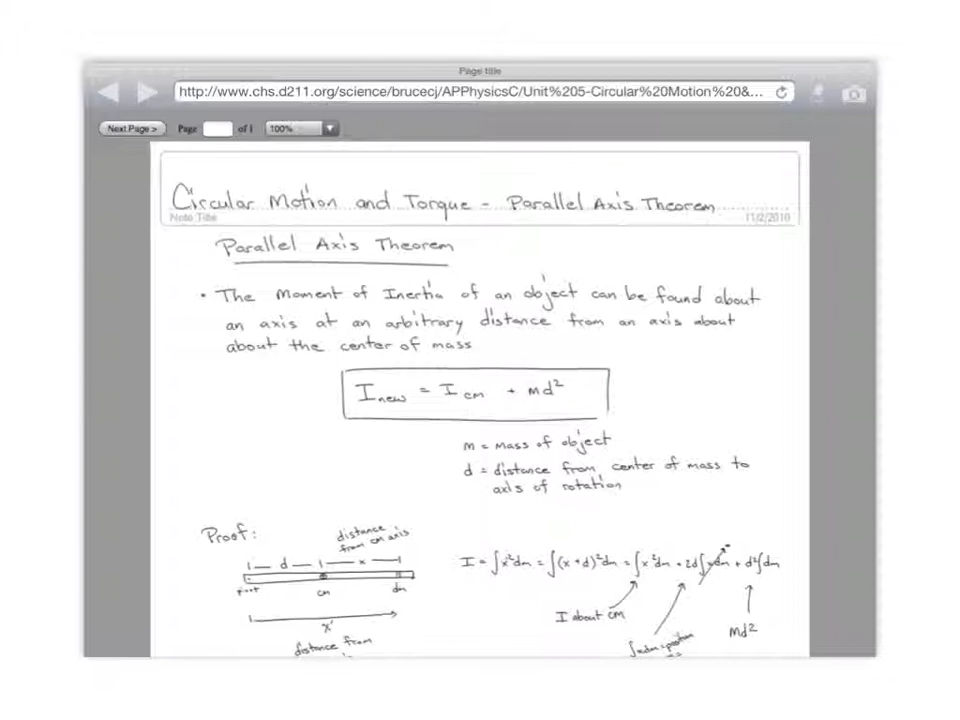 Page title
http://www.chs.d211.org/science/brucecj/APPhysicsC/Unit%205-Circular%20Motion%20&...
Next Page > Page of 1 100%
Circular Motion and Torque - Parallel Axis Theorem
Note Title 11/2/2010
Parallel Axis Theorem
• The Moment of Inertia of an object can be found about
an axis at an arbitrary distance from an axis about
about the center of mass
I new = I cm + md²
m = mass of object
d = distance from center of mass to
axis of rotation
Proof:
distance
from cm axis
d x
pivot cm dm
x'
distance from
I = ∫x²dm = ∫(x + d)²dm = ∫x²dm + 2d∫xdm + d²∫dm
I about cm
md²